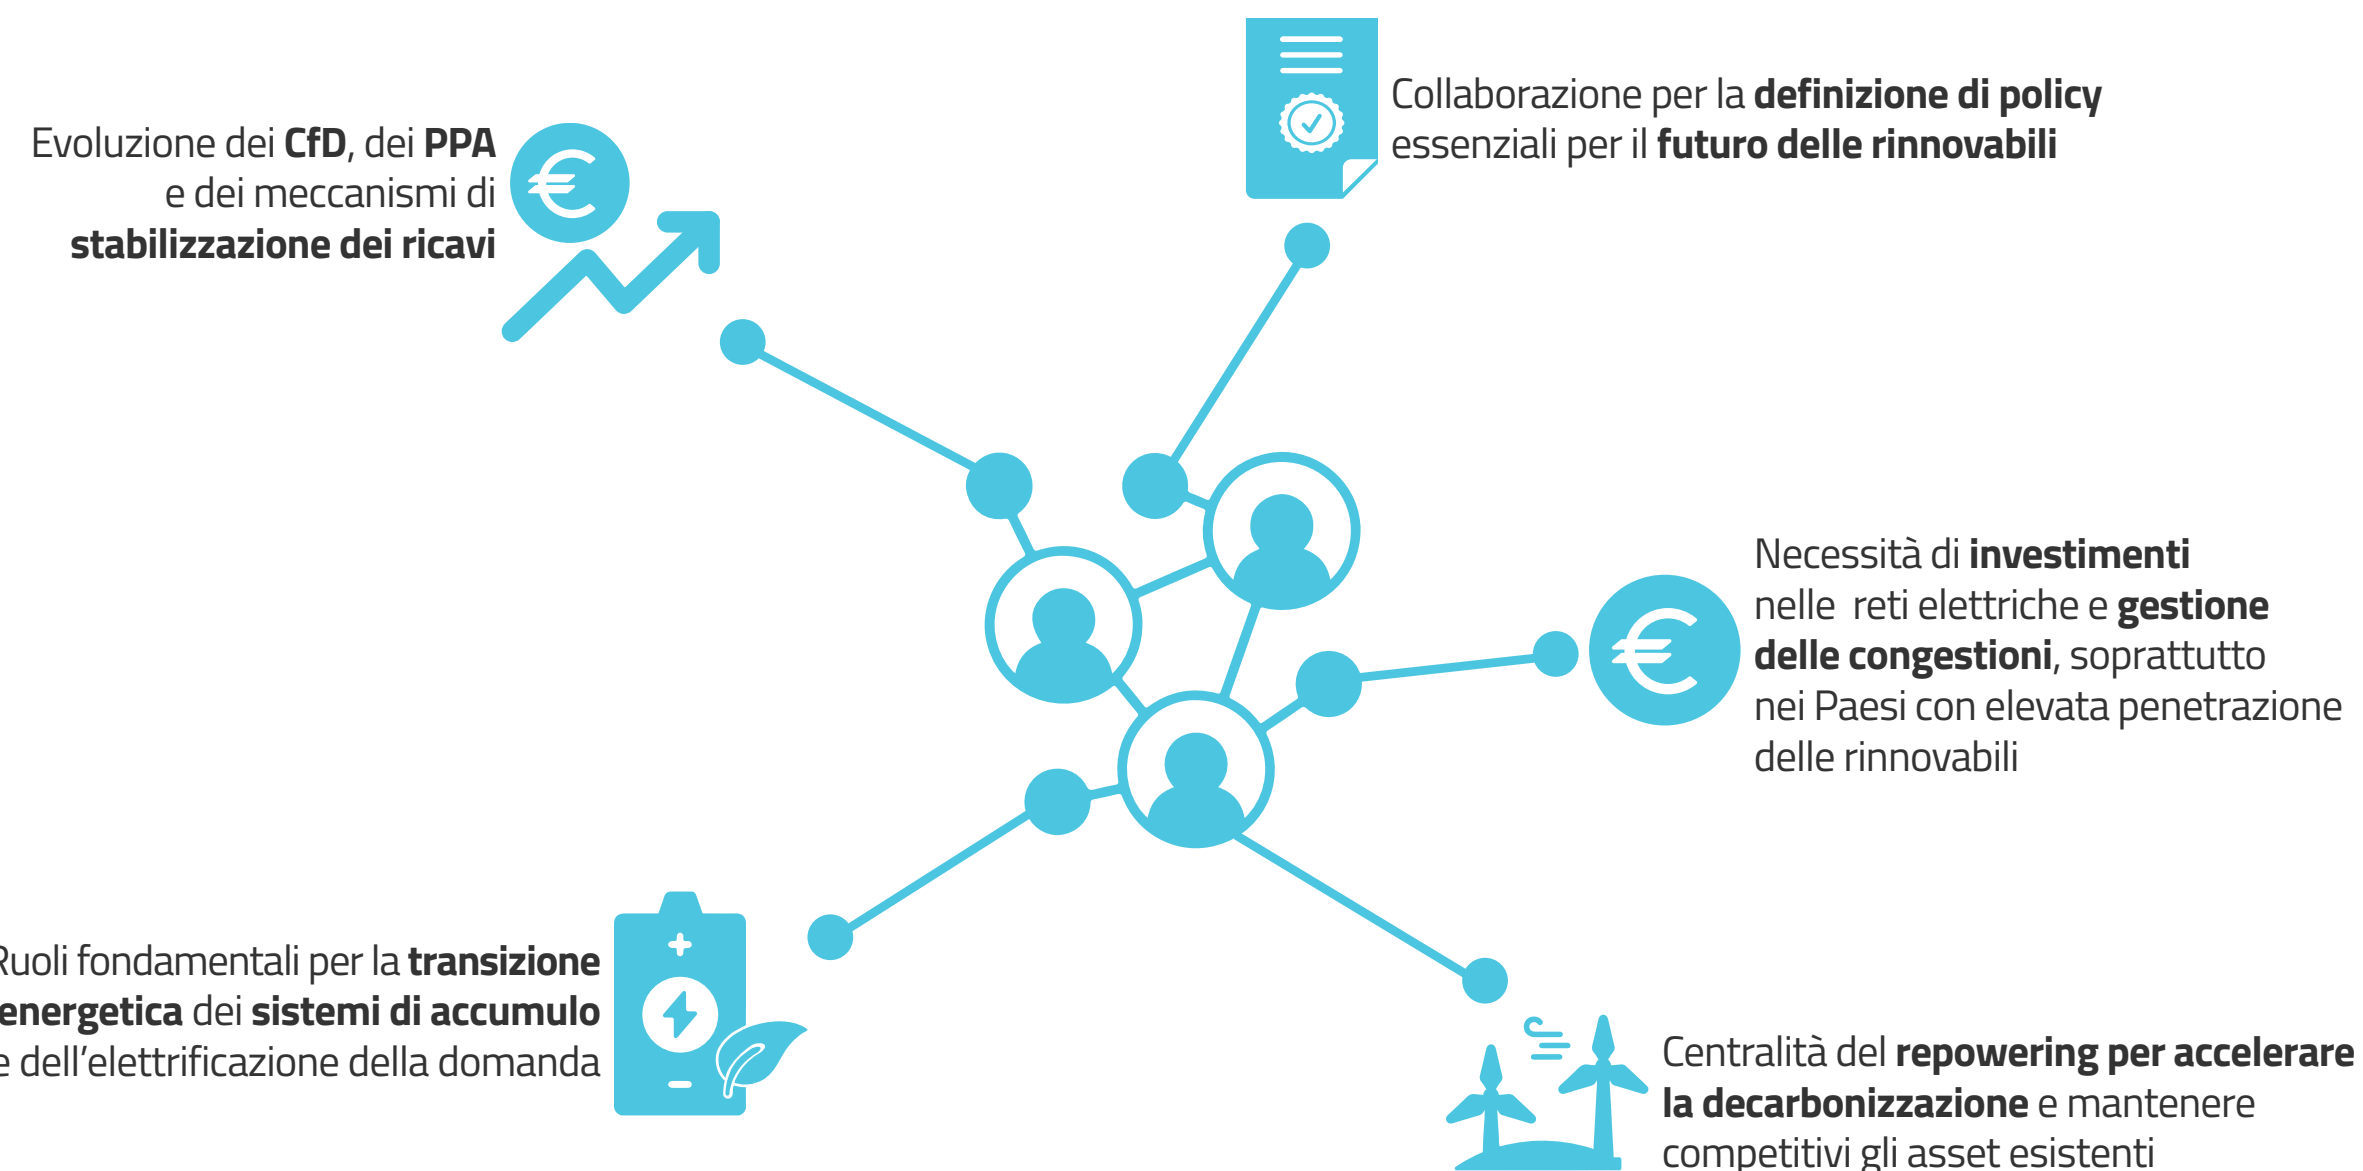 Evoluzione dei CfD, dei PPA
e dei meccanismi di
stabilizzazione dei ricavi
Collaborazione per la definizione di policy
essenziali per il futuro delle rinnovabili
Necessità di investimenti
nelle reti elettriche e gestione
delle congestioni, soprattutto
nei Paesi con elevata penetrazione
delle rinnovabili
Ruoli fondamentali per la transizione
energetica dei sistemi di accumulo
e dell’elettrificazione della domanda
Centralità del repowering per accelerare
la decarbonizzazione e mantenere
competitivi gli asset esistenti